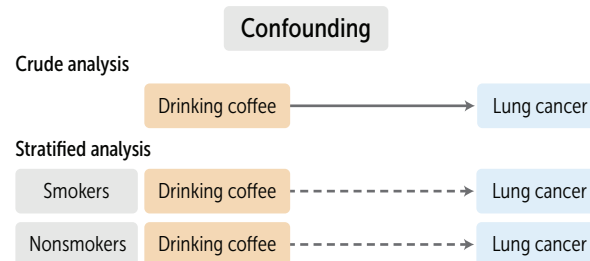 Confounding
Crude analysis
Drinking coffee Lung cancer
Stratified analysis
Smokers Drinking coffee Lung cancer
Nonsmokers Drinking coffee Lung cancer